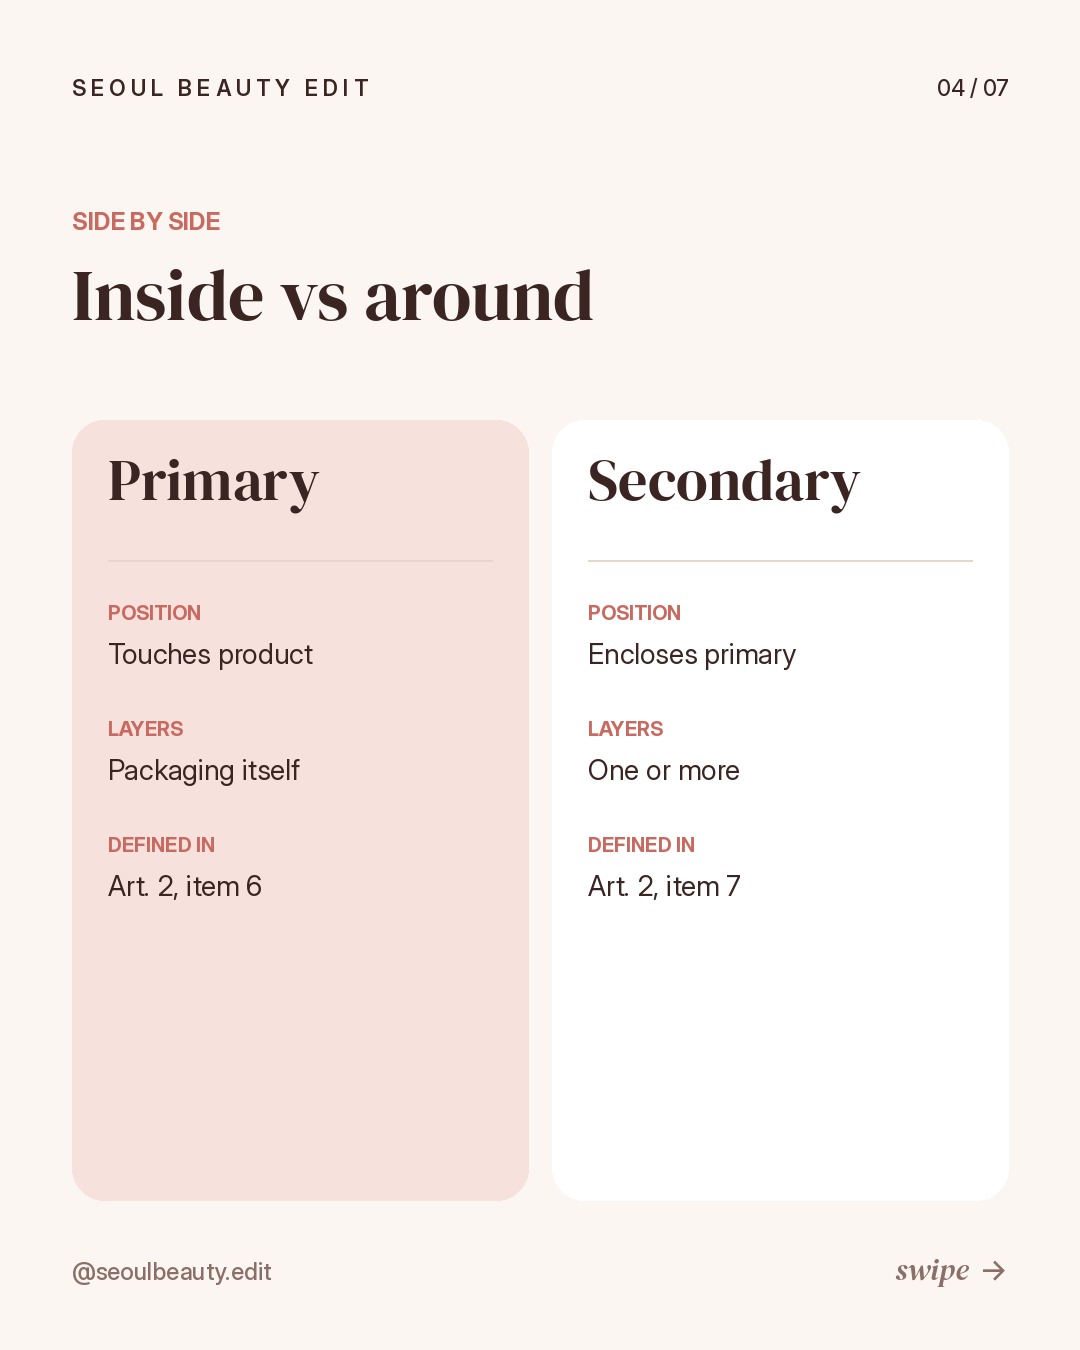 SEOUL BEAUTY EDIT
04 / 07
SIDE BY SIDE
Inside vs around
Primary
POSITION
Touches product
LAYERS
Packaging itself
DEFINED IN
Art. 2, item 6
Secondary
POSITION
Encloses primary
LAYERS
One or more
DEFINED IN
Art. 2, item 7
@seoulbeauty.edit
swipe →